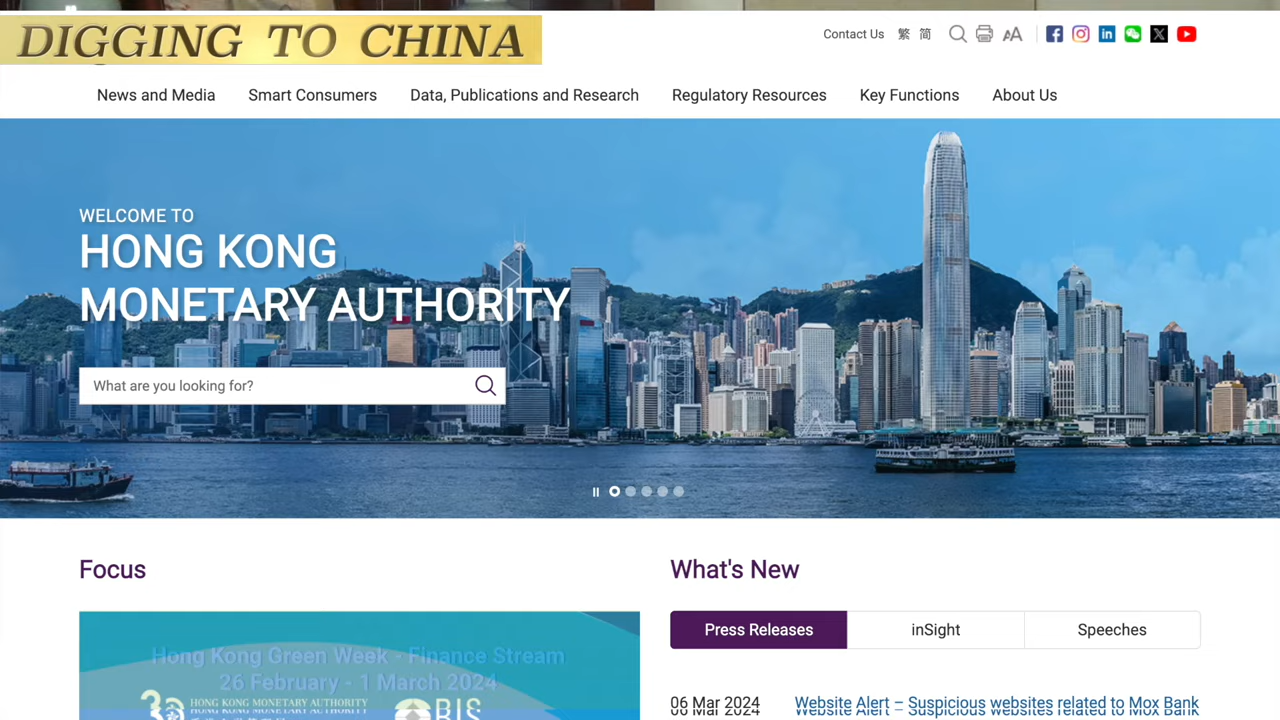 DIGGING TO CHINA
Contact Us 繁 简
News and Media Smart Consumers Data, Publications and Research Regulatory Resources Key Functions About Us
WELCOME TO
HONG KONG
MONETARY AUTHORITY
What are you looking for?
Focus
What's New
Press Releases inSight Speeches
Hong Kong Green Week - Finance Stream
26 February - 1 March 2024
HONG KONG MONETARY AUTHORITY
BIS
06 Mar 2024 Website Alert – Suspicious websites related to Mox Bank